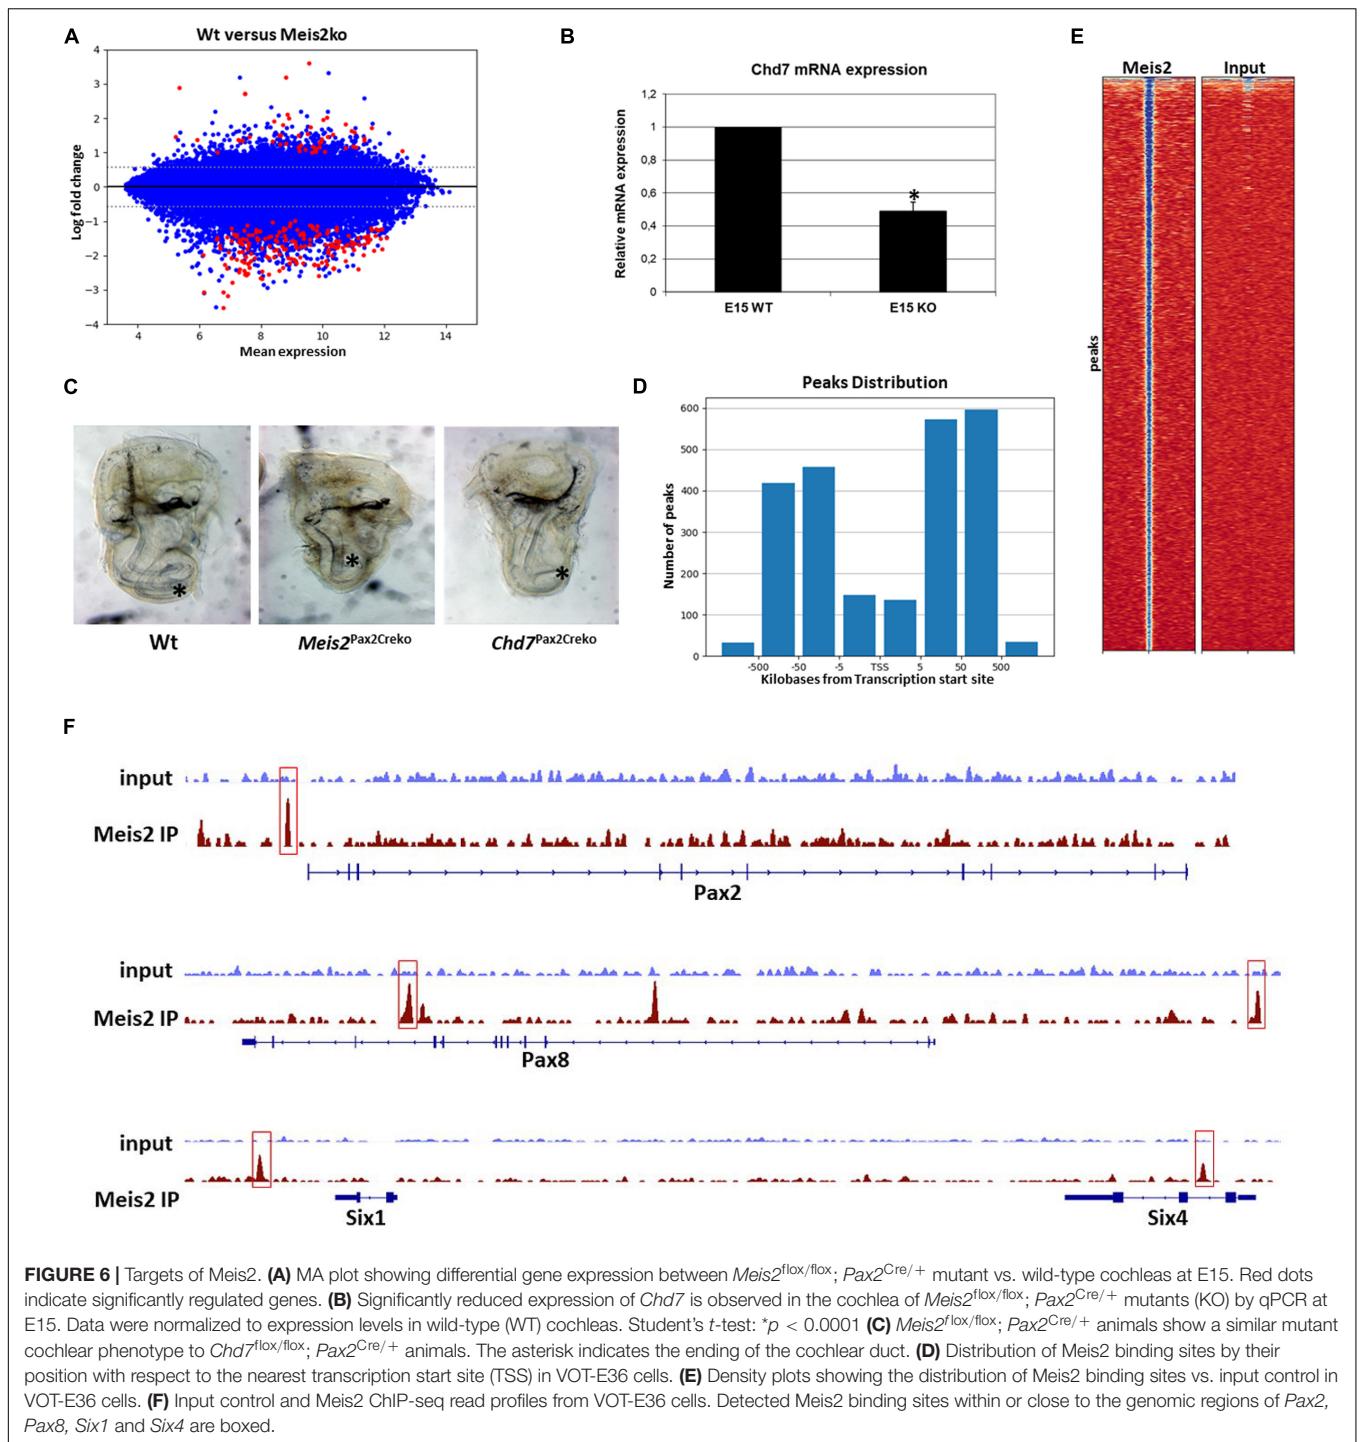 A
Wt versus Meis2ko
4
3
2
1
0
−1
−2
−3
−4
Log fold change
4 6 8 10 12 14
Mean expression
B
Chd7 mRNA expression
1,2
1
0,8
0,6
0,4
0,2
0
Relative mRNA expression
*
E15 WT E15 KO
E
Meis2 Input
peaks
C
* * *
Wt Meis2Pax2Creko Chd7Pax2Creko
D
Peaks Distribution
600
500
400
300
200
100
0
Number of peaks
-500 -50 -5 TSS 5 50 500
Kilobases from Transcription start site
F
input
Meis2 IP
Pax2
input
Meis2 IP
Pax8
input
Meis2 IP
Six1 Six4
FIGURE 6 | Targets of Meis2. (A) MA plot showing differential gene expression between Meis2flox/flox; Pax2Cre/+ mutant vs. wild-type cochleas at E15. Red dots
indicate significantly regulated genes. (B) Significantly reduced expression of Chd7 is observed in the cochlea of Meis2flox/flox; Pax2Cre/+ mutants (KO) by qPCR at
E15. Data were normalized to expression levels in wild-type (WT) cochleas. Student's t-test: *p < 0.0001 (C) Meis2flox/flox; Pax2Cre/+ animals show a similar mutant
cochlear phenotype to Chd7flox/flox; Pax2Cre/+ animals. The asterisk indicates the ending of the cochlear duct. (D) Distribution of Meis2 binding sites by their
position with respect to the nearest transcription start site (TSS) in VOT-E36 cells. (E) Density plots showing the distribution of Meis2 binding sites vs. input control in
VOT-E36 cells. (F) Input control and Meis2 ChIP-seq read profiles from VOT-E36 cells. Detected Meis2 binding sites within or close to the genomic regions of Pax2,
Pax8, Six1 and Six4 are boxed.